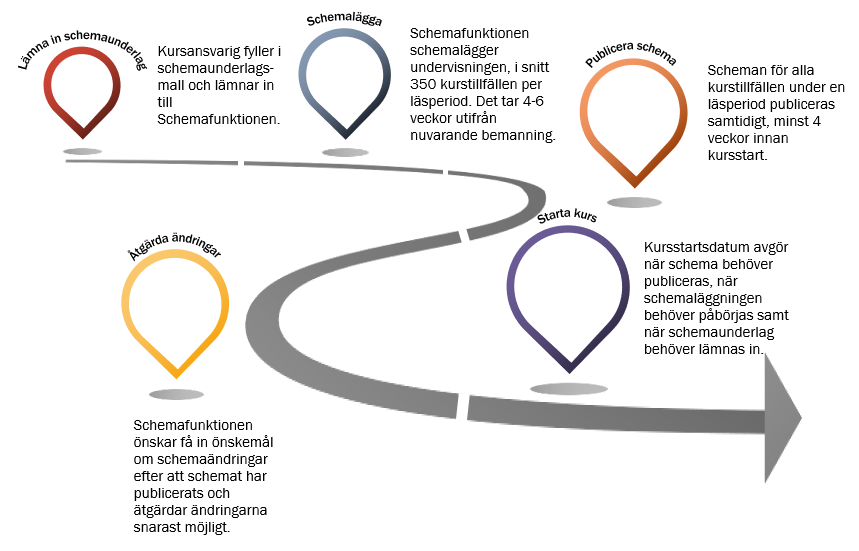 Lämna in schemaunderlag
Kursansvarig fyller i
schemaunderlags-
mall och lämnar in
till
Schemafunktionen.
Schemalägga
Schemafunktionen
schemalägger
undervisningen, i snitt
350 kurstillfällen per
läsperiod. Det tar 4-6
veckor utifrån
nuvarande bemanning.
Publicera schema
Scheman för alla
kurstillfällen under en
läsperiod publiceras
samtidigt, minst 4
veckor innan
kursstart.
Åtgärda ändringar
Schemafunktionen
önskar få in önskemål
om schemaändringar
efter att schemat har
publicerats och
åtgärdar ändringarna
snarast möjligt.
Starta kurs
Kursstartsdatum avgör
när schema behöver
publiceras, när
schemaläggningen
behöver påbörjas samt
när schemaunderlag
behöver lämnas in.